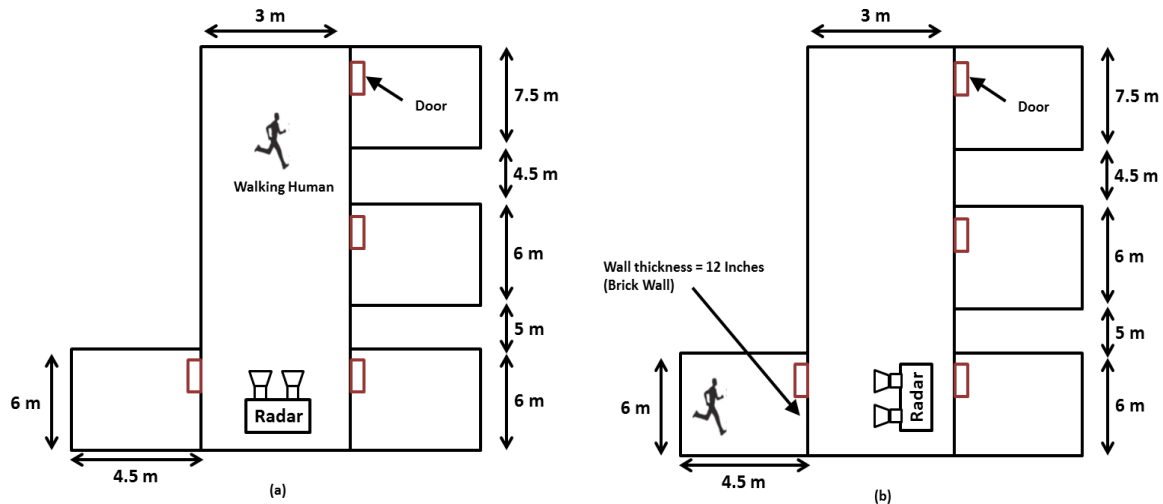 3 m
Door
7.5 m
Walking Human
4.5 m
6 m
5 m
Radar
6 m
6 m
4.5 m
(a)
3 m
Door
7.5 m
4.5 m
Wall thickness = 12 Inches
(Brick Wall)
6 m
5 m
Radar
6 m
6 m
4.5 m
(b)